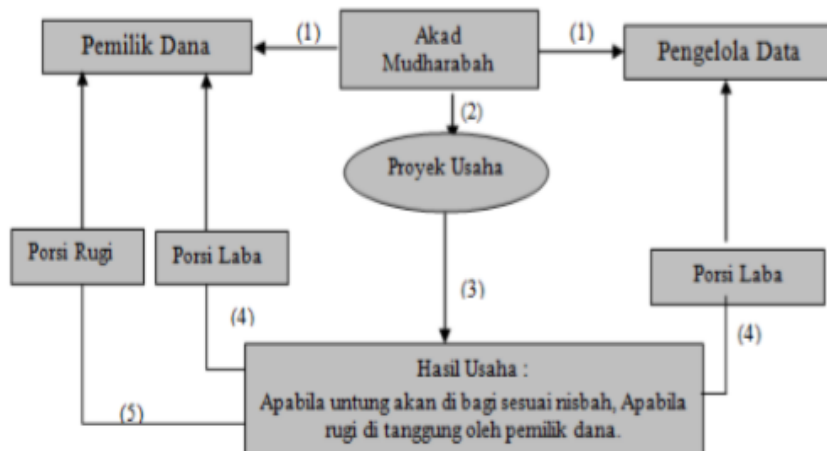 Pemilik Dana
(1)
Akad
Mudharabah
(1)
Pengelola Data
(2)
Proyek Usaha
Porsi Rugi
Porsi Laba
Porsi Laba
(3)
(4)
(4)
Hasil Usaha :
Apabila untung akan di bagi sesuai nisbah, Apabila
rugi di tanggung oleh pemilik dana.
(5)